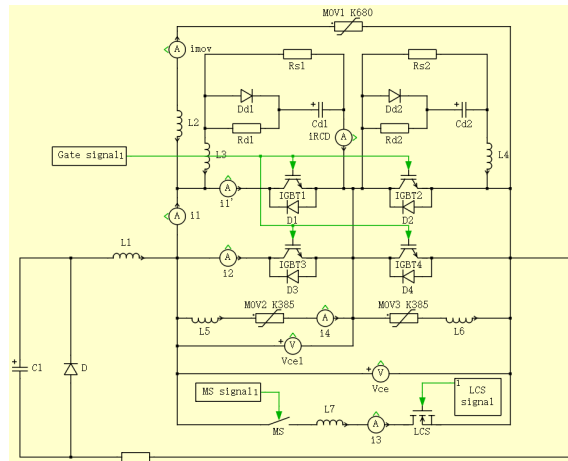 MOV1 K680
A imov
Rs1
Rs2
Dd1
Dd2
L2
Rd1
Cd1
Rd2
Cd2
iRCD A
Gate signal1
L3
L4
A i1'
IGBT1
IGBT2
D1
D2
A i1
L1
A i2
IGBT3
IGBT4
D3
D4
MOV2 K385
MOV3 K385
L5
A i4
L6
V Vce1
C1
D
V Vce
MS signal1
1 LCS
signal
L7
MS
A i3
LCS